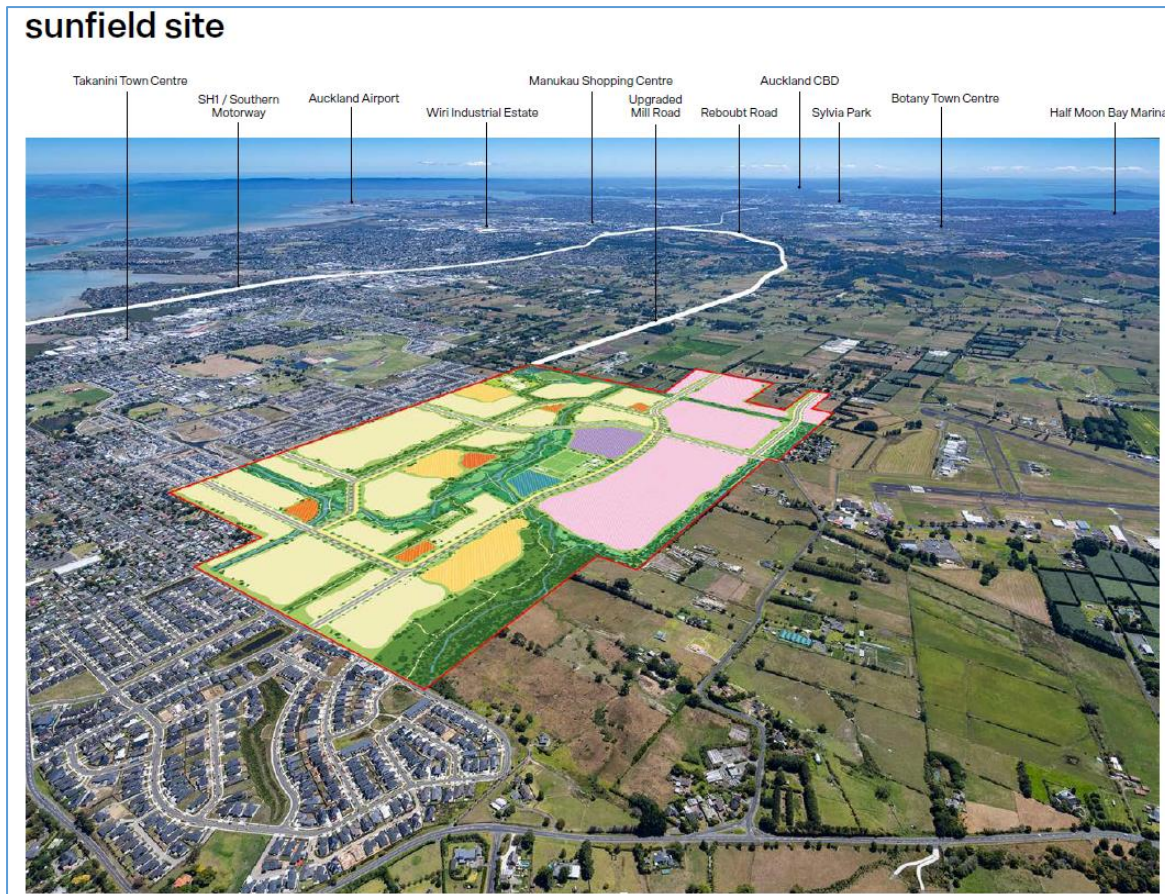 sunfield site
Takanini Town Centre
SH1 / Southern
Motorway
Auckland Airport
Wiri Industrial Estate
Manukau Shopping Centre
Upgraded
Mill Road
Reboubt Road
Auckland CBD
Sylvia Park
Botany Town Centre
Half Moon Bay Marina